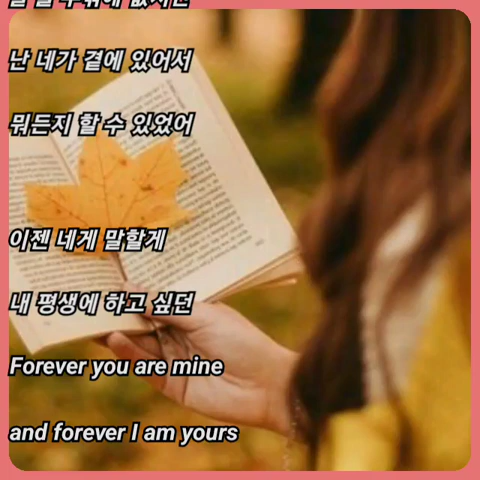 난 네가 곁에 있어서
뭐든지 할 수 있었어
이젠 네게 말할게
내 평생에 하고 싶던
Forever you are mine
and forever I am yours